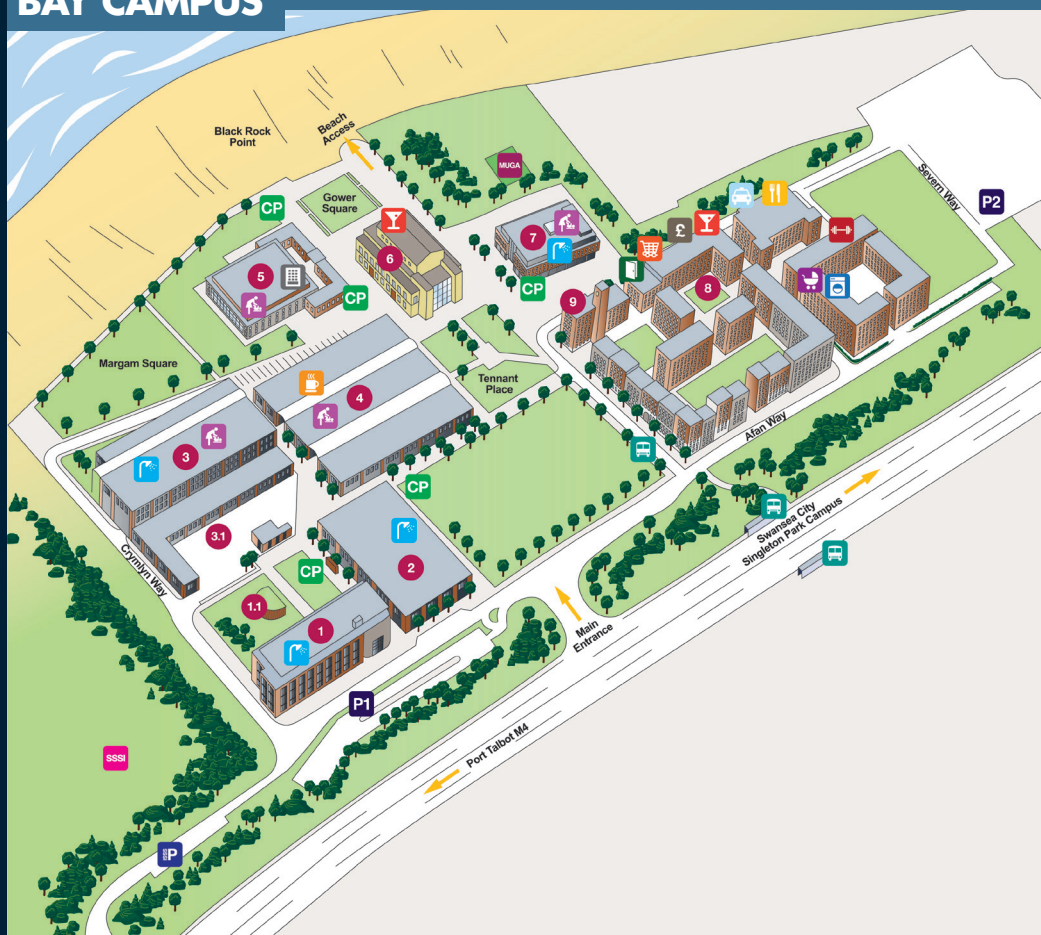 BAY CAMPUS
Black Rock
Point
Beach
Access
MUGA
Gower
Square
Severn Way
P2
CP
7
£
6
5
CP
CP
8
9
Margam Square
Tennant
Place
4
3
Afan Way
CP
Swansea City
Singleton Park Campus
3.1
2
CP
Crymlyn Way
1.1
1
Main
Entrance
P1
Port Talbot M4
SSSI
P